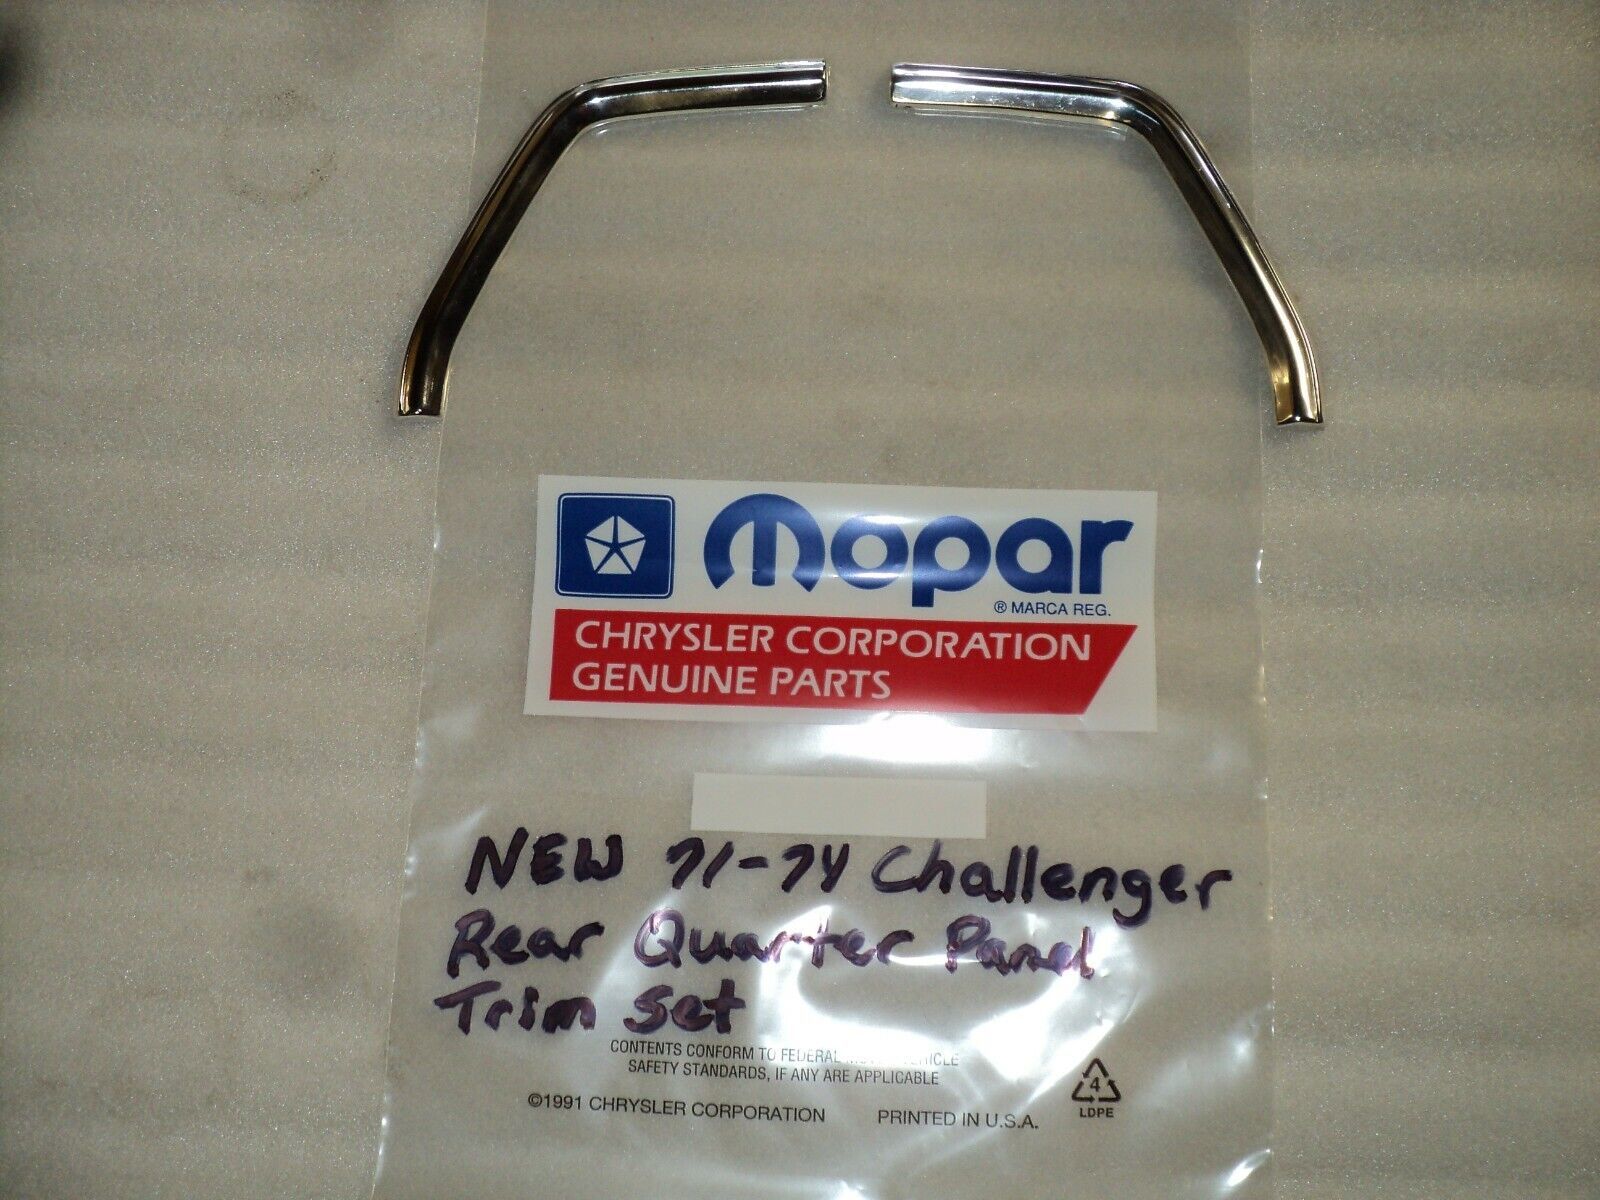 Mopar
® MARCA REG.
CHRYSLER CORPORATION
GENUINE PARTS
NEW 71-74 Challenger
Rear Quarter Panel
Trim set
CONTENTS CONFORM TO FEDERAL VEHICLE
SAFETY STANDARDS, IF ANY ARE APPLICABLE
©1991 CHRYSLER CORPORATION PRINTED IN U.S.A.
4
LDPE